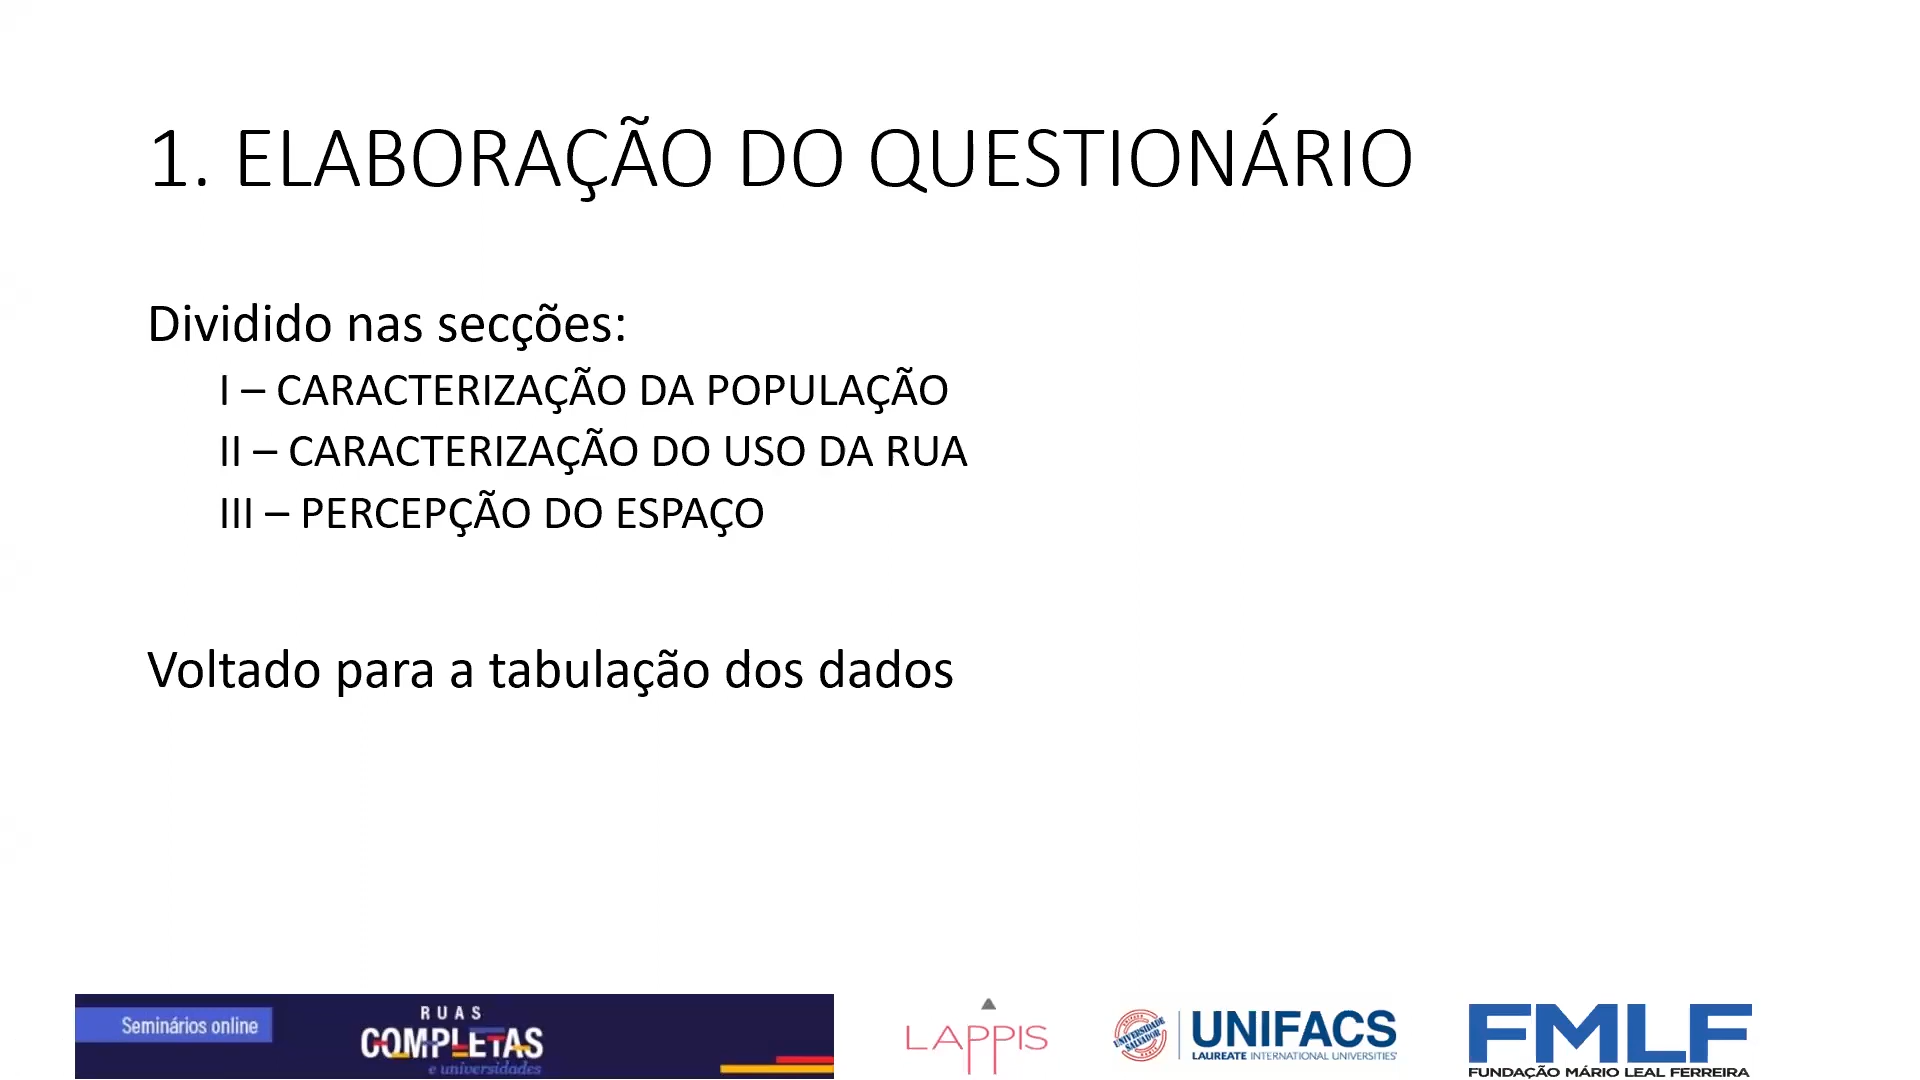 1. ELABORAÇÃO DO QUESTIONÁRIO
Dividido nas secções:
I – CARACTERIZAÇÃO DA POPULAÇÃO
II – CARACTERIZAÇÃO DO USO DA RUA
III – PERCEPÇÃO DO ESPAÇO
Voltado para a tabulação dos dados
Seminários online
RUAS
COMPLETAS
e universidades
LAPPIS
UNIVERSIDADE
SALVADOR
UNIFACS
LAUREATE INTERNATIONAL UNIVERSITIES
FMLF
FUNDAÇÃO MÁRIO LEAL FERREIRA